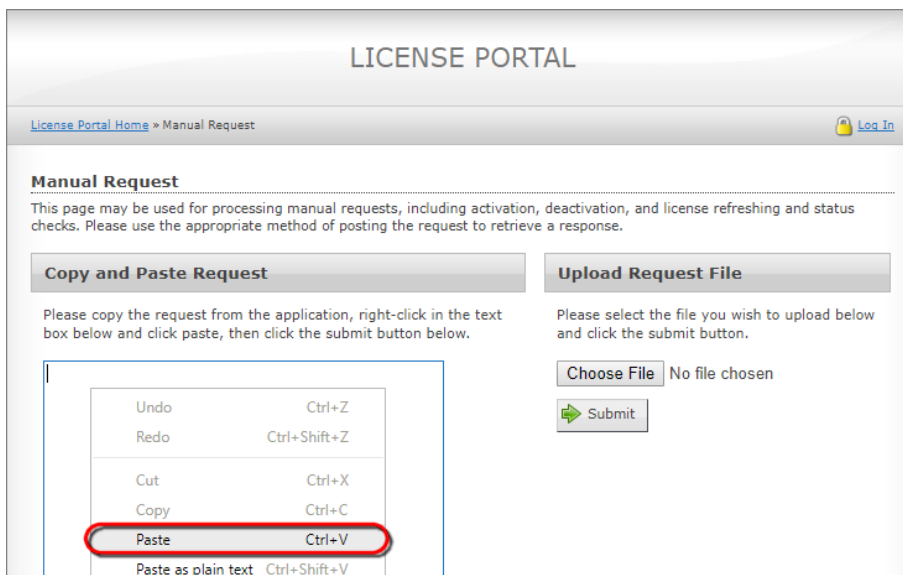 LICENSE PORTAL
License Portal Home » Manual Request
Log In
Manual Request
This page may be used for processing manual requests, including activation, deactivation, and license refreshing and status
checks. Please use the appropriate method of posting the request to retrieve a response.
Copy and Paste Request
Please copy the request from the application, right-click in the text
box below and click paste, then click the submit button below.
Undo Ctrl+Z
Redo Ctrl+Shift+Z
Cut Ctrl+X
Copy Ctrl+C
Paste Ctrl+V
Paste as plain text Ctrl+Shift+V
Upload Request File
Please select the file you wish to upload below
and click the submit button.
Choose File No file chosen
Submit